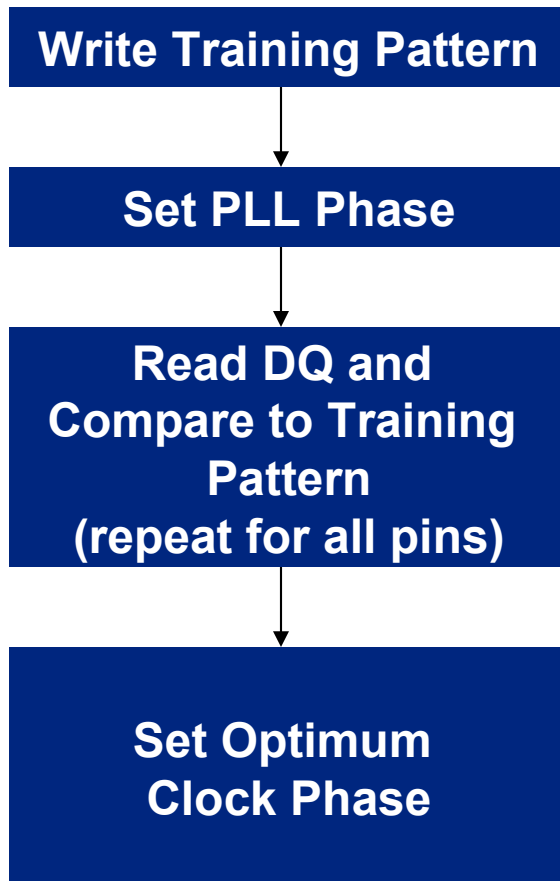 Write Training Pattern
Set PLL Phase
Read DQ and
Compare to Training
Pattern
(repeat for all pins)
Set Optimum
Clock Phase